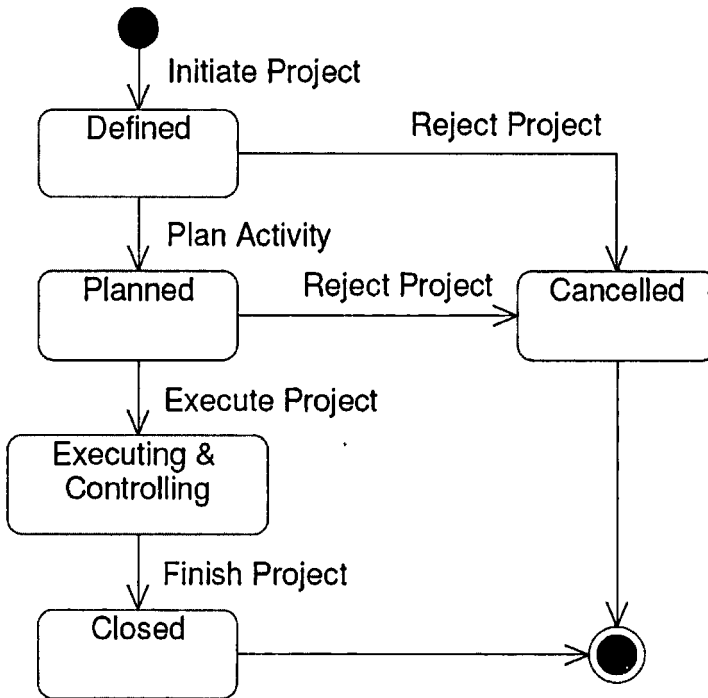 Initiate Project
Defined
Reject Project
Plan Activity
Planned
Reject Project
Cancelled
Execute Project
Executing &
Controlling
Finish Project
Closed